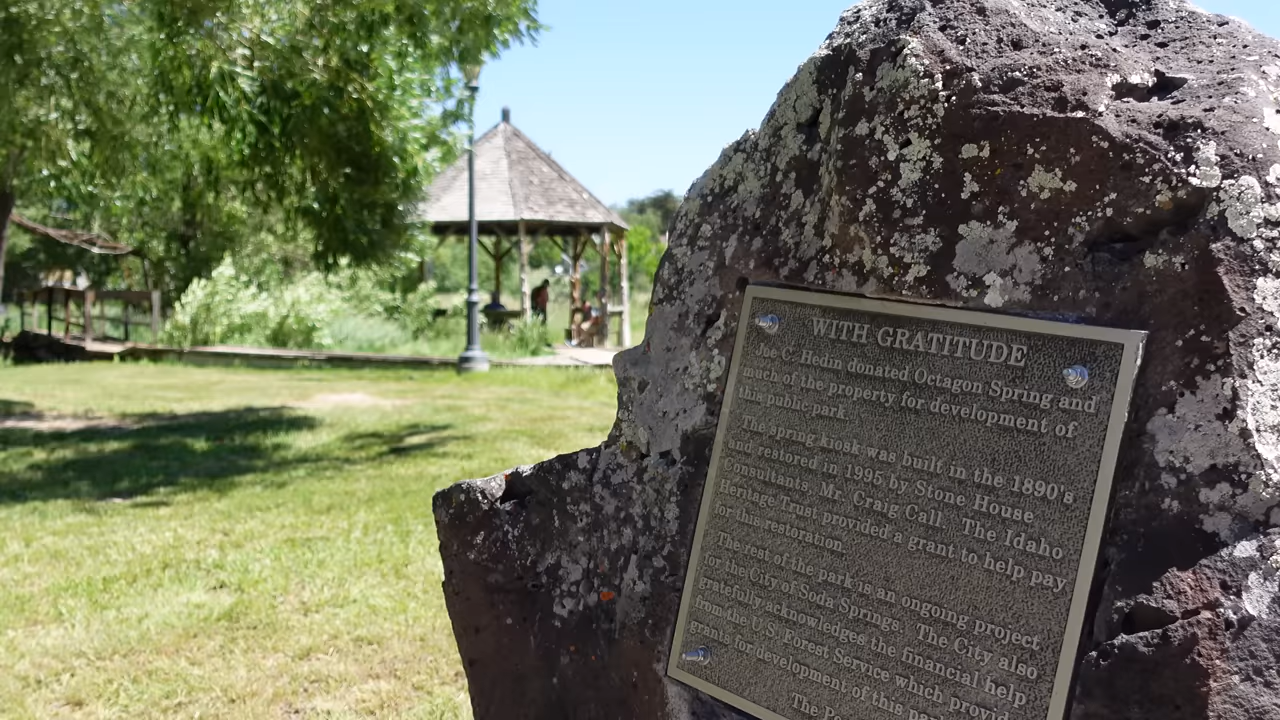 WITH GRATITUDE
Joe C. Hulin donated Octagon Spring and
much of the property for development of
this public park.
The spring kiosk was built in the 1890's
and restored in 1995 by Stone House
Consultants, Mr. Craig Call. The Idaho
Heritage Trust provided a grant to help pay
for this restoration.
The rest of the park is an ongoing project
of the City of Soda Springs. The City also
gratefully acknowledges the financial help
from the U.S. Forest Service which
grants for development of this
The